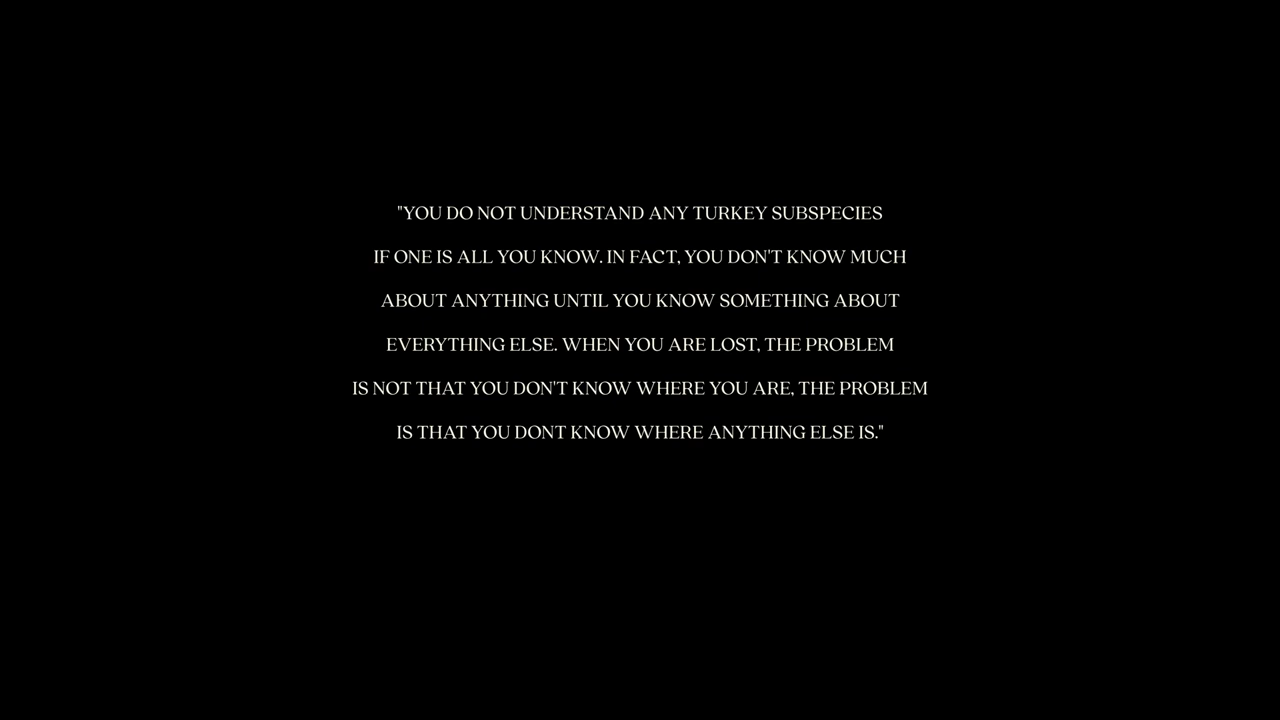 "YOU DO NOT UNDERSTAND ANY TURKEY SUBSPECIES
IF ONE IS ALL YOU KNOW. IN FACT, YOU DON'T KNOW MUCH
ABOUT ANYTHING UNTIL YOU KNOW SOMETHING ABOUT
EVERYTHING ELSE. WHEN YOU ARE LOST, THE PROBLEM
IS NOT THAT YOU DON'T KNOW WHERE YOU ARE, THE PROBLEM
IS THAT YOU DONT KNOW WHERE ANYTHING ELSE IS."